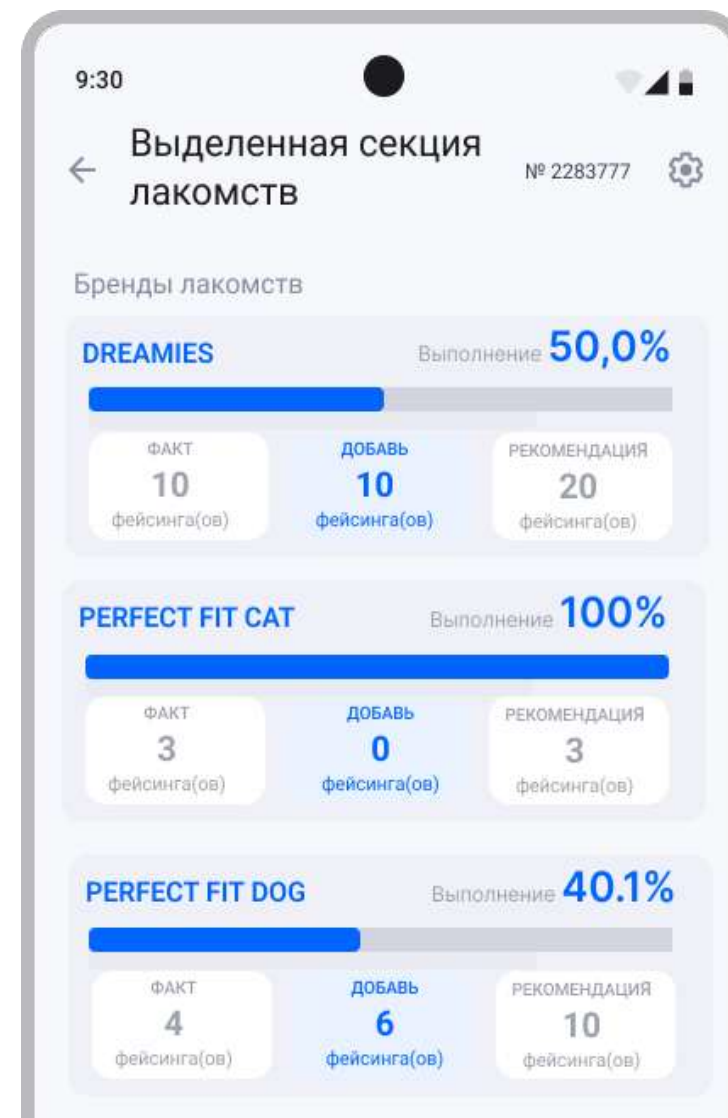 9:30
Выделенная секция
лакомств
№ 2283777
Бренды лакомств
DREAMIES Выполнение 50,0%
ФАКТ ДОБАВЬ РЕКОМЕНДАЦИЯ
10 10 20
фейсинга(ов) фейсинга(ов) фейсинга(ов)
PERFECT FIT CAT Выполнение 100%
ФАКТ ДОБАВЬ РЕКОМЕНДАЦИЯ
3 0 3
фейсинга(ов) фейсинга(ов) фейсинга(ов)
PERFECT FIT DOG Выполнение 40.1%
ФАКТ ДОБАВЬ РЕКОМЕНДАЦИЯ
4 6 10
фейсинга(ов) фейсинга(ов) фейсинга(ов)